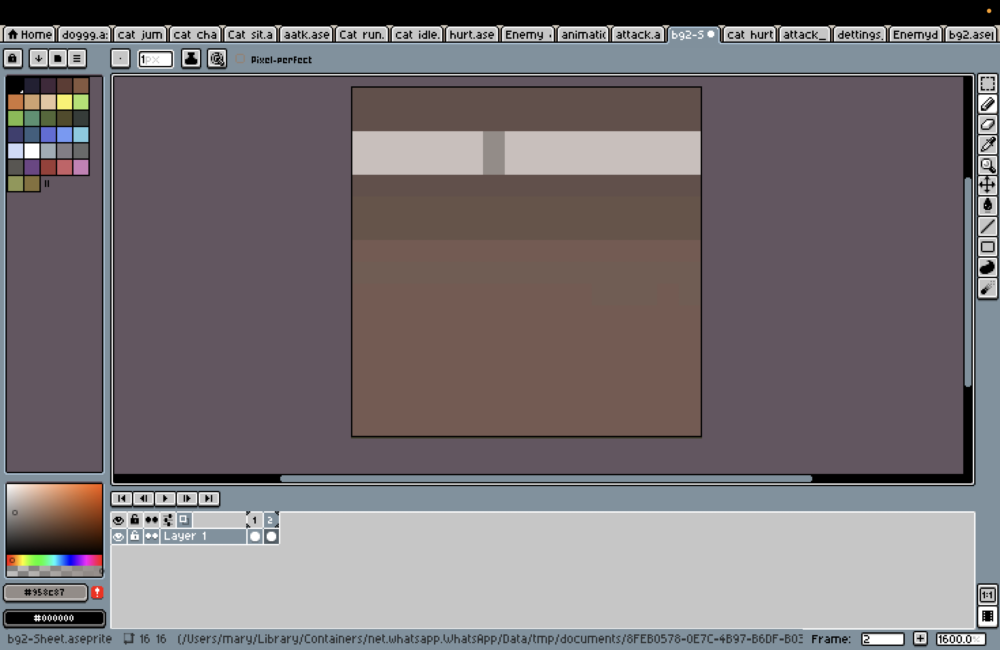 Home doggg.a: cat jum cat cha Cat sit.a aatk.ase Cat run. cat idle. hurt.ase Enemy animatic attack.a bg2-S cat hurt attack_ dettings. Enemyd bg2.asep
1px Pixel-perfect
1 2
Layer 1
#958c87
#000000
1:1
bg2-Sheet.aseprite 16 16 (/Users/mary/Library/Containers/net.whatsapp.WhatsApp/Data/tmp/documents/8FEB0578-0E7C-4B97-B6DF-B03 Frame: 2 + 1600.0%